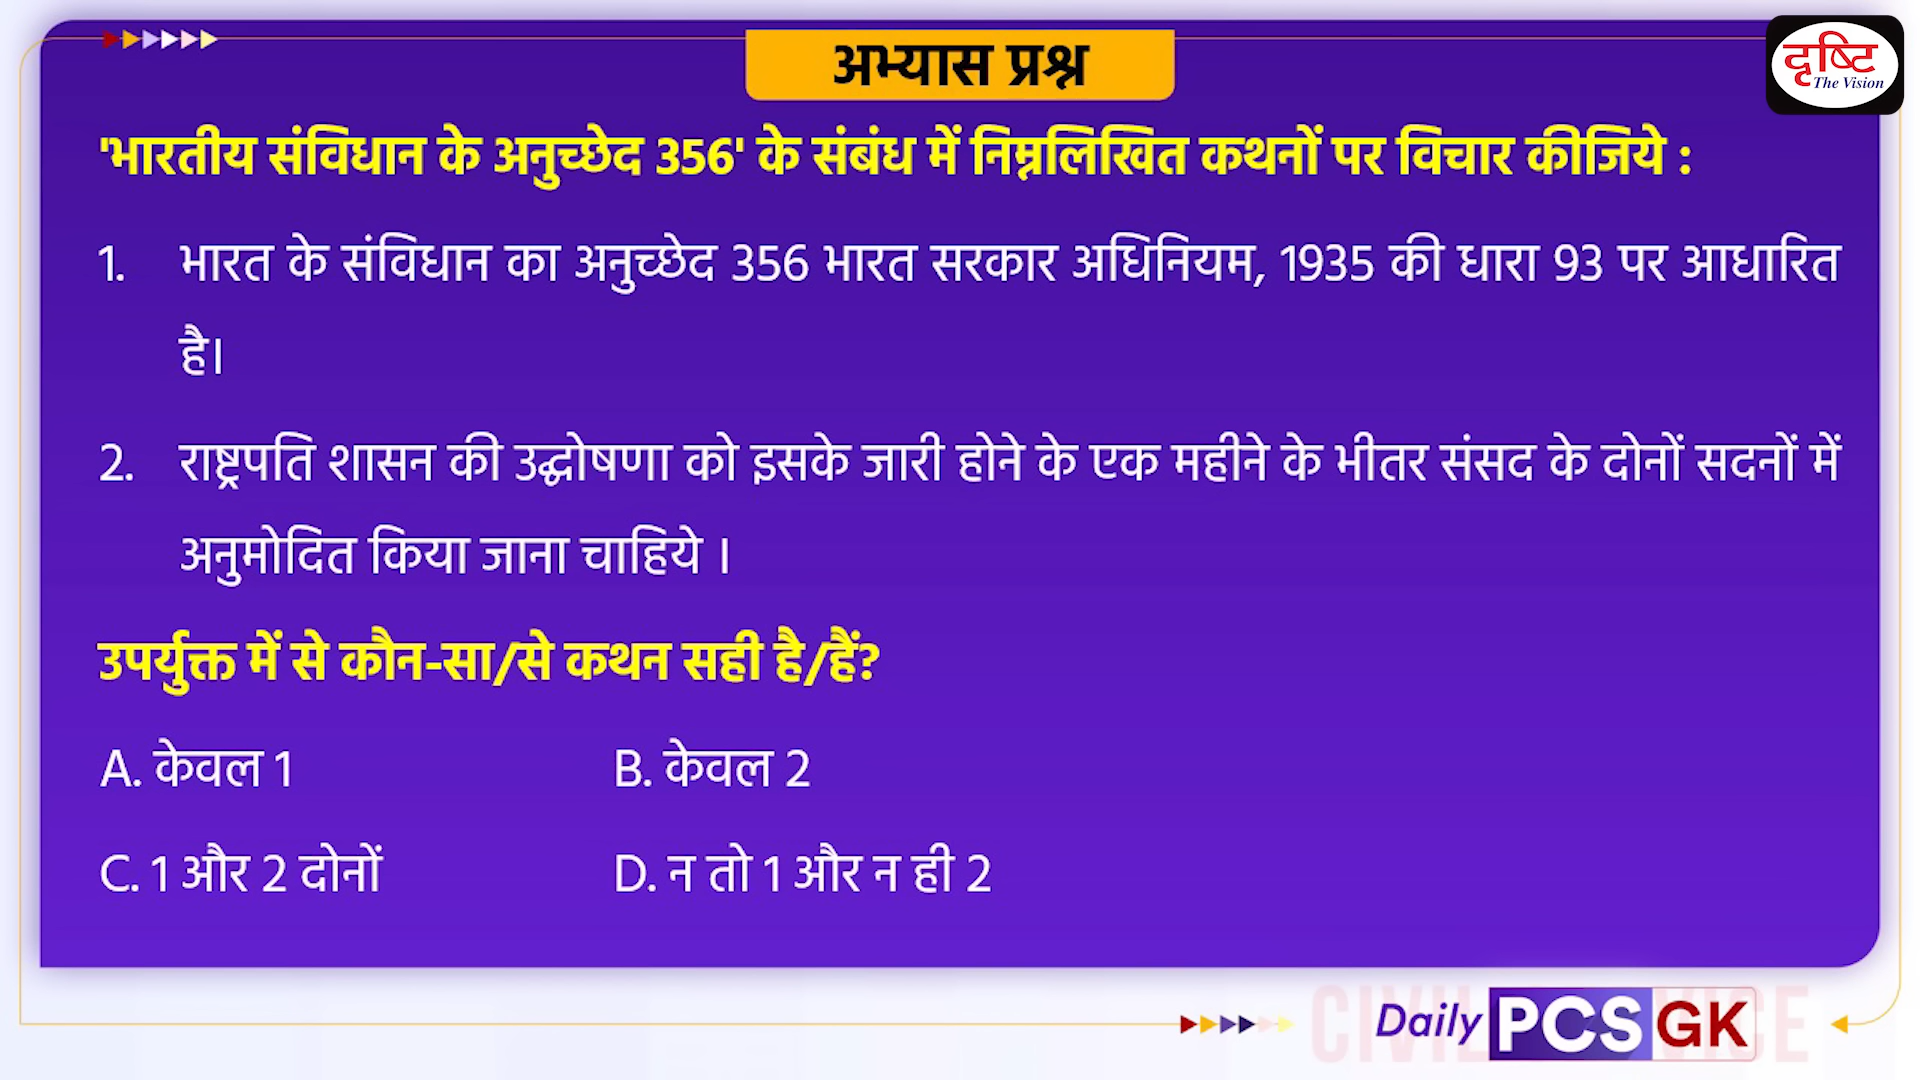 अभ्यास प्रश्न
दृष्टि
The Vision
'भारतीय संविधान के अनुच्छेद 356' के संबंध में निम्नलिखित कथनों पर विचार कीजिये :
1. भारत के संविधान का अनुच्छेद 356 भारत सरकार अधिनियम, 1935 की धारा 93 पर आधारित
है।
2. राष्ट्रपति शासन की उद्घोषणा को इसके जारी होने के एक महीने के भीतर संसद के दोनों सदनों में
अनुमोदित किया जाना चाहिये ।
उपर्युक्त में से कौन-सा/से कथन सही है/हैं?
A. केवल 1 B. केवल 2
C. 1 और 2 दोनों D. न तो 1 और न ही 2
Daily PCS GK